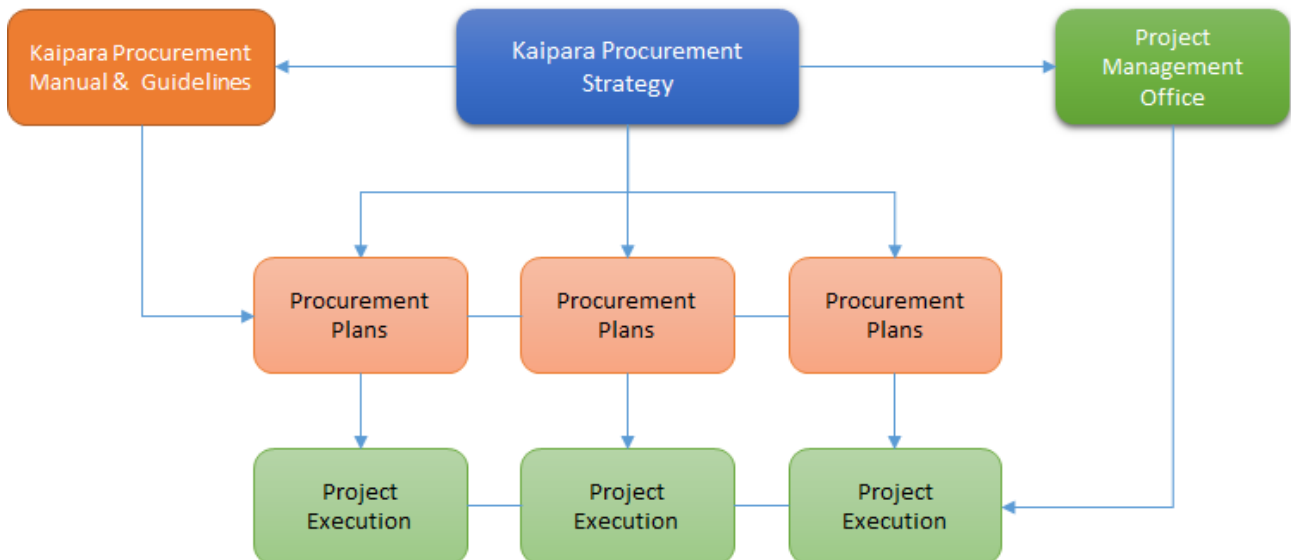 Kaipara Procurement
Manual & Guidelines
Kaipara Procurement
Strategy
Project
Management
Office
Procurement
Plans
Procurement
Plans
Procurement
Plans
Project
Execution
Project
Execution
Project
Execution